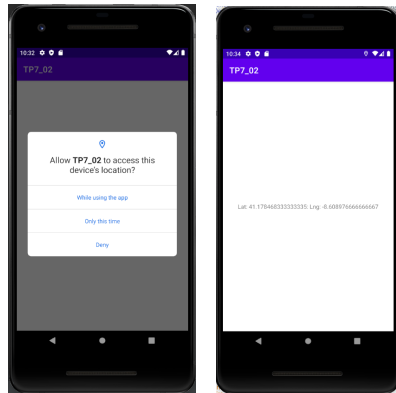 10:32
TP7_02
Allow TP7_02 to access this
device's location?
While using the app
Only this time
Deny
10:34
TP7_02
Lat: 41.178468333333335 Lng: -8.608976666666667